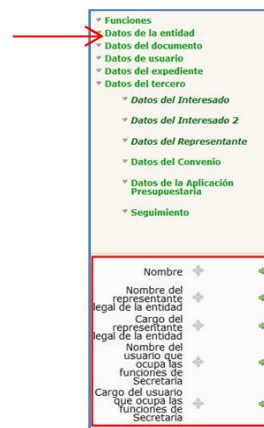 Funciones
Datos de la entidad
Datos del documento
Datos de usuario
Datos del expediente
Datos del tercero
Datos del Interesado
Datos del Interesado 2
Datos del Representante
Datos del Convenio
Datos de la Aplicación
Presupuestaria
Seguimiento
Nombre
Nombre del
representante
legal de la entidad
Cargo del
representante
legal de la entidad
Nombre del
usuario que
ocupa las
funciones de
Secretaria
Cargo del usuario
que ocupa las
funciones de
Secretaria